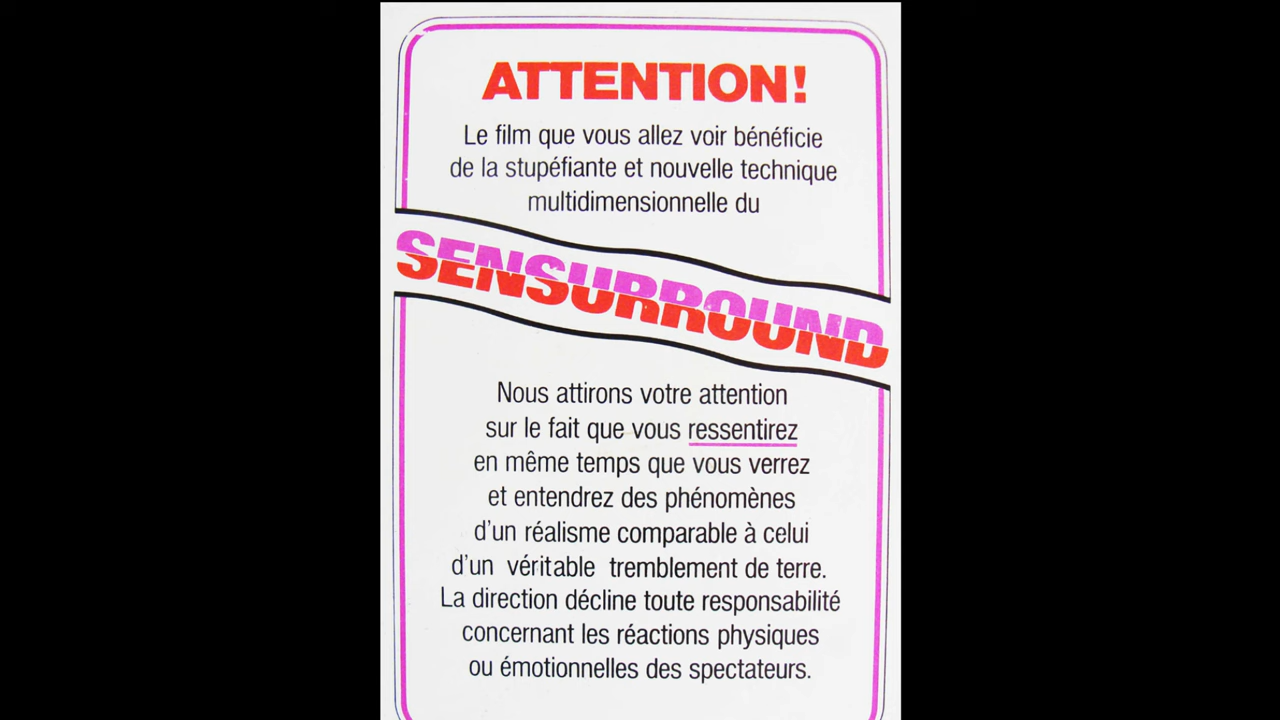 ATTENTION!
Le film que vous allez voir bénéficie
de la stupéfiante et nouvelle technique
multidimensionnelle du
SENSURROUND
Nous attirons votre attention
sur le fait que vous ressentirez
en même temps que vous verrez
et entendrez des phénomènes
d'un réalisme comparable à celui
d'un véritable tremblement de terre.
La direction décline toute responsabilité
concernant les réactions physiques
ou émotionnelles des spectateurs.